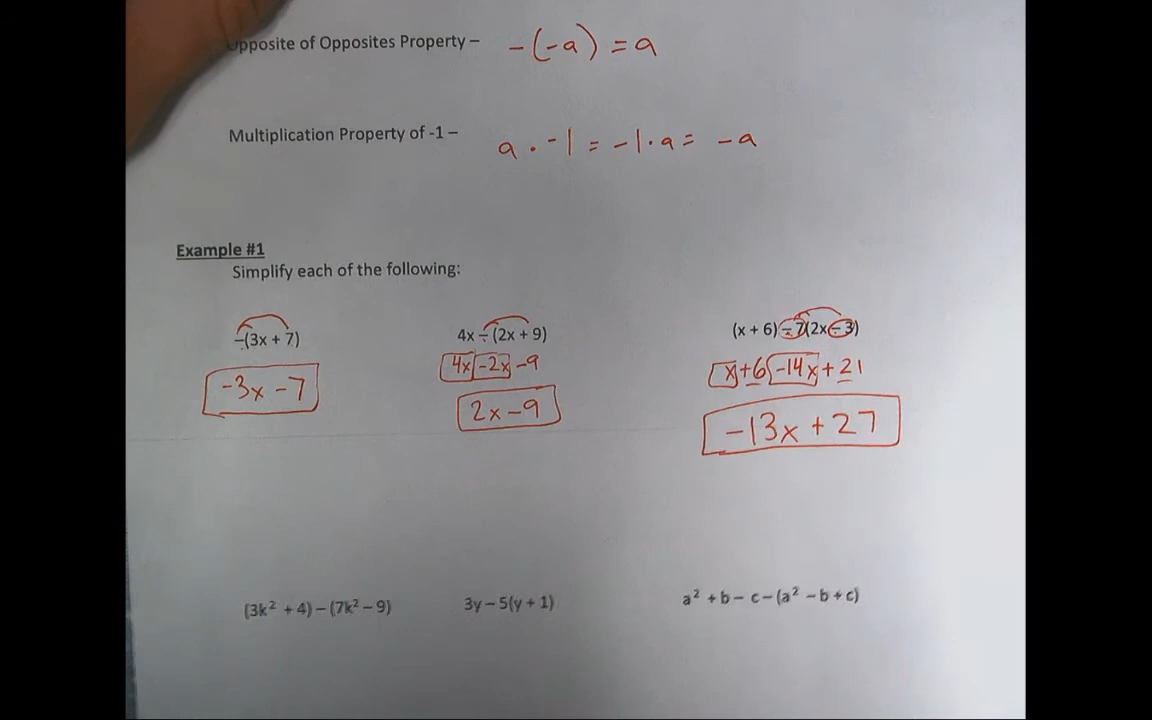 Opposite of Opposites Property – -(-a) = a
Multiplication Property of -1 – a · -1 = -1 · a = -a
Example #1
Simplify each of the following:
-(3x + 7) 4x - (2x + 9) (x + 6) - 7(2x - 3)
-3x - 7 4x -2x -9 x +6 -14x + 21
2x - 9 -13x + 27
(3k² + 4) – (7k² – 9) 3y – 5(y + 1) a² + b – c – (a² – b + c)